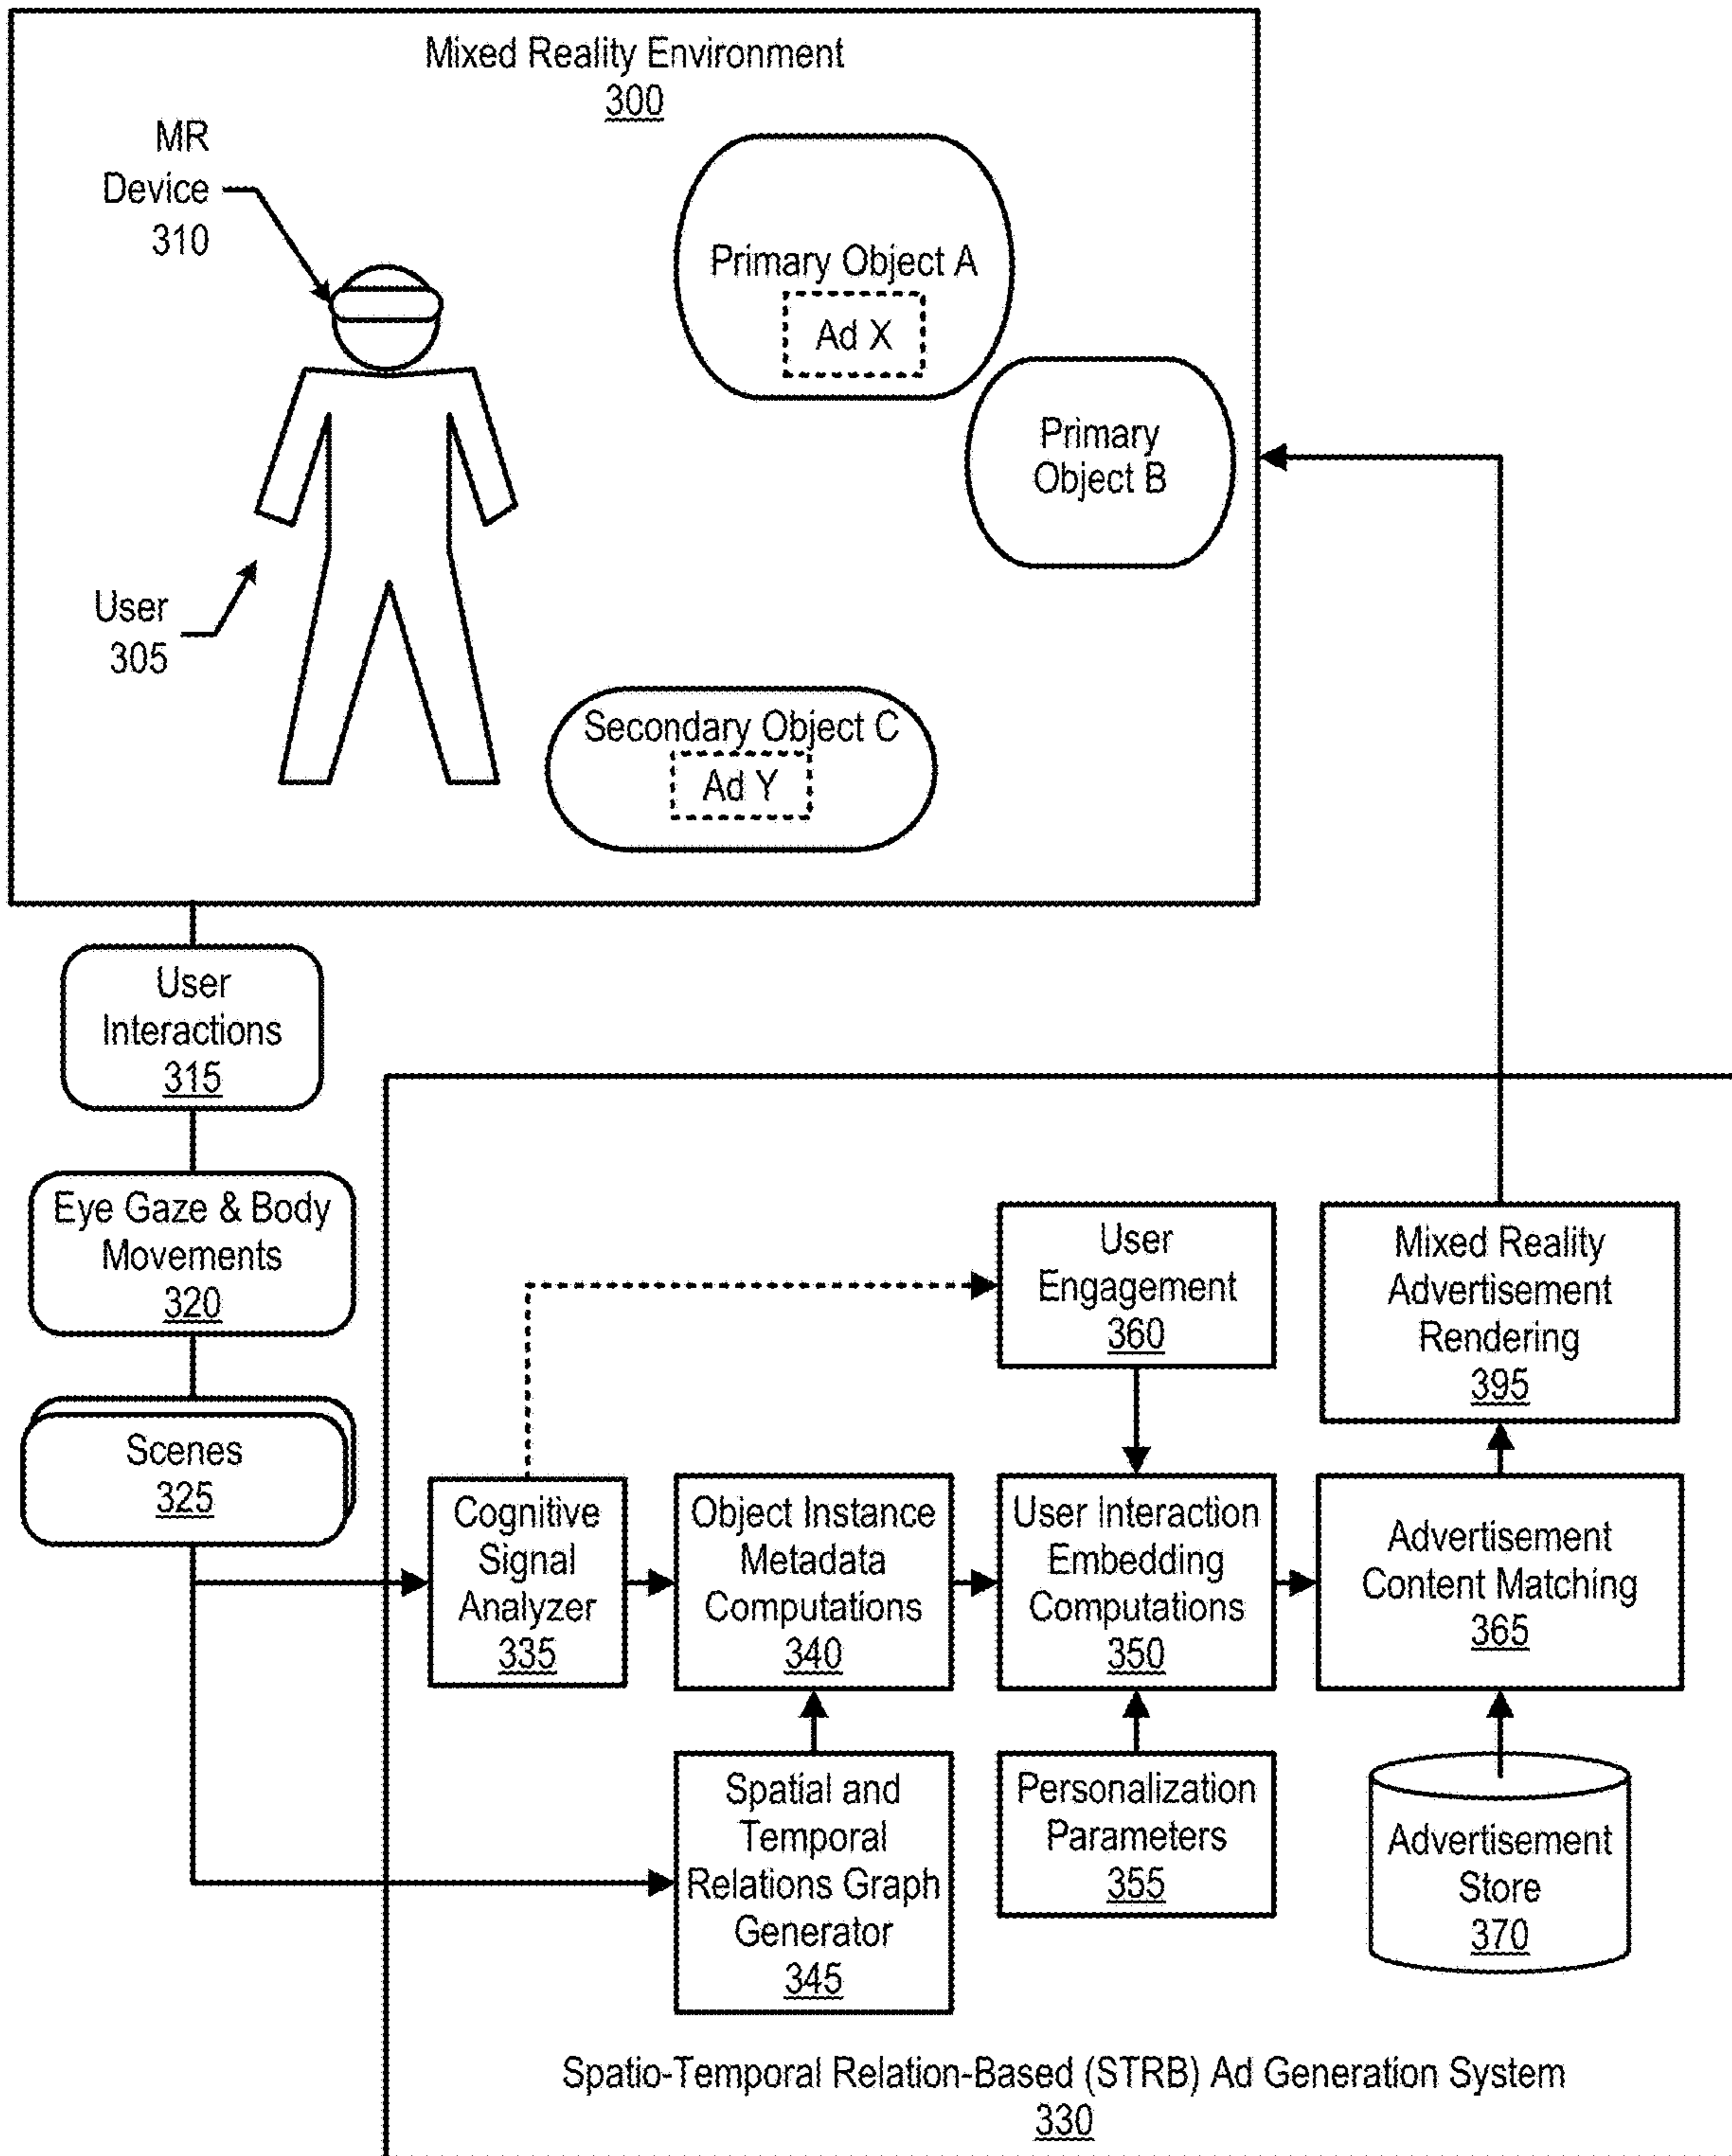 Mixed Reality Environment
300
MR
Device
310
Primary Object A
Ad X
Primary
Object B
User
305
Secondary Object C
Ad Y
User
Interactions
315
Eye Gaze & Body
Movements
320
Scenes
325
User
Engagement
360
Mixed Reality
Advertisement
Rendering
395
Cognitive
Signal
Analyzer
335
Object Instance
Metadata
Computations
340
User Interaction
Embedding
Computations
350
Advertisement
Content Matching
365
Spatial and
Temporal
Relations Graph
Generator
345
Personalization
Parameters
355
Advertisement
Store
370
Spatio-Temporal Relation-Based (STRB) Ad Generation System
330